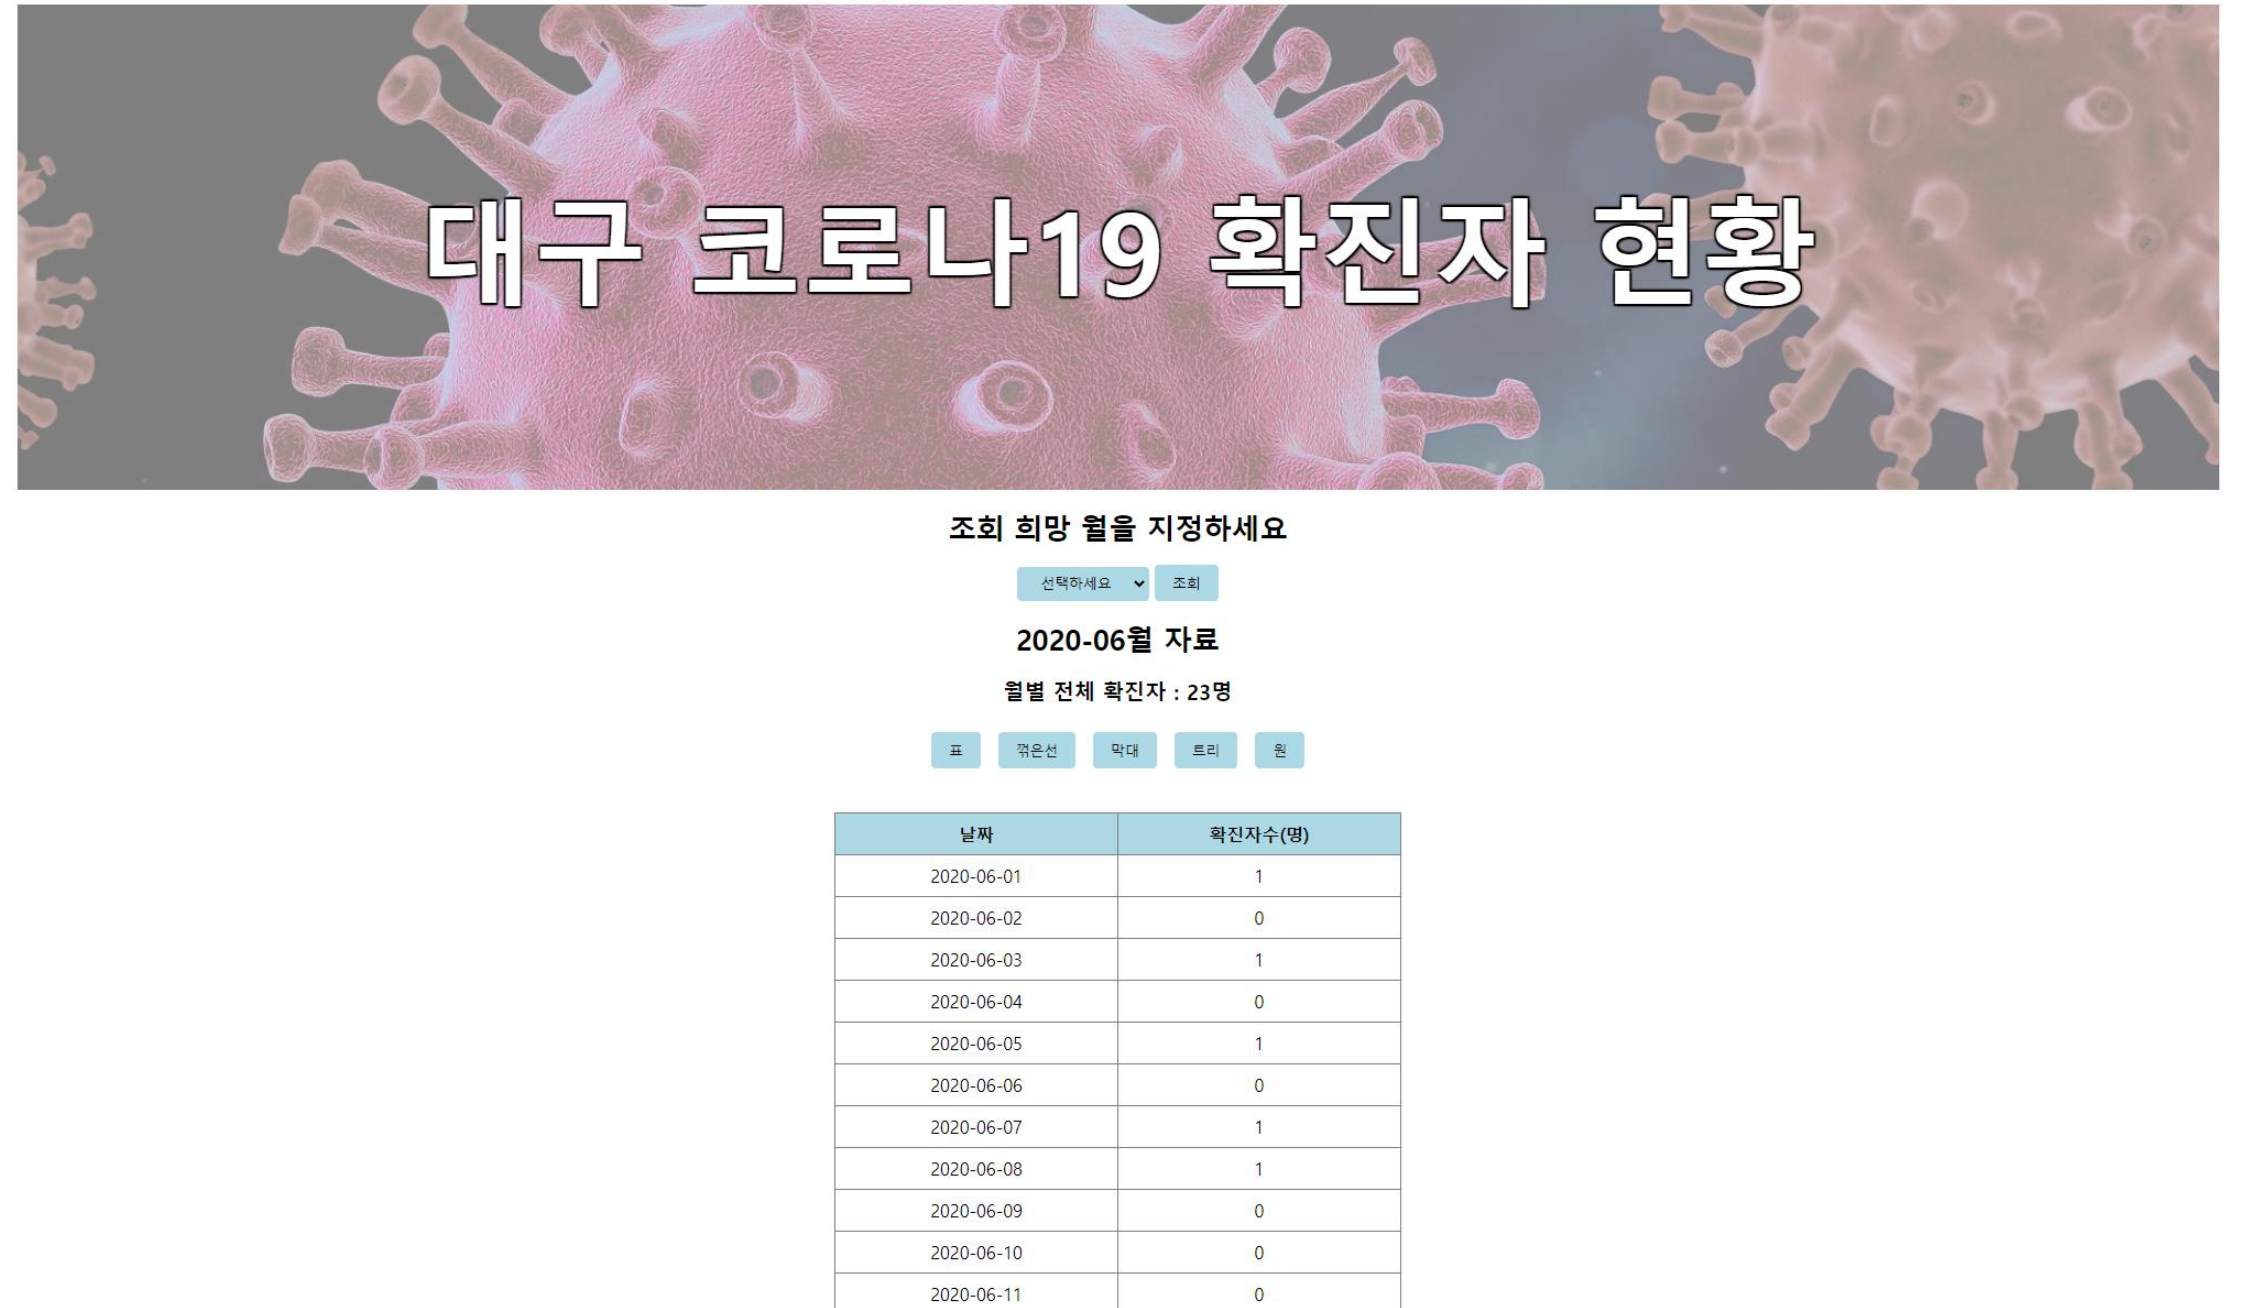 대구 코로나19 확진자 현황
조회 희망 월을 지정하세요
선택하세요 조회
2020-06월 자료
월별 전체 확진자 : 23명
표 꺾은선 막대 트리 원
날짜 확진자수(명)
2020-06-01 1
2020-06-02 0
2020-06-03 1
2020-06-04 0
2020-06-05 1
2020-06-06 0
2020-06-07 1
2020-06-08 1
2020-06-09 0
2020-06-10 0
2020-06-11 0